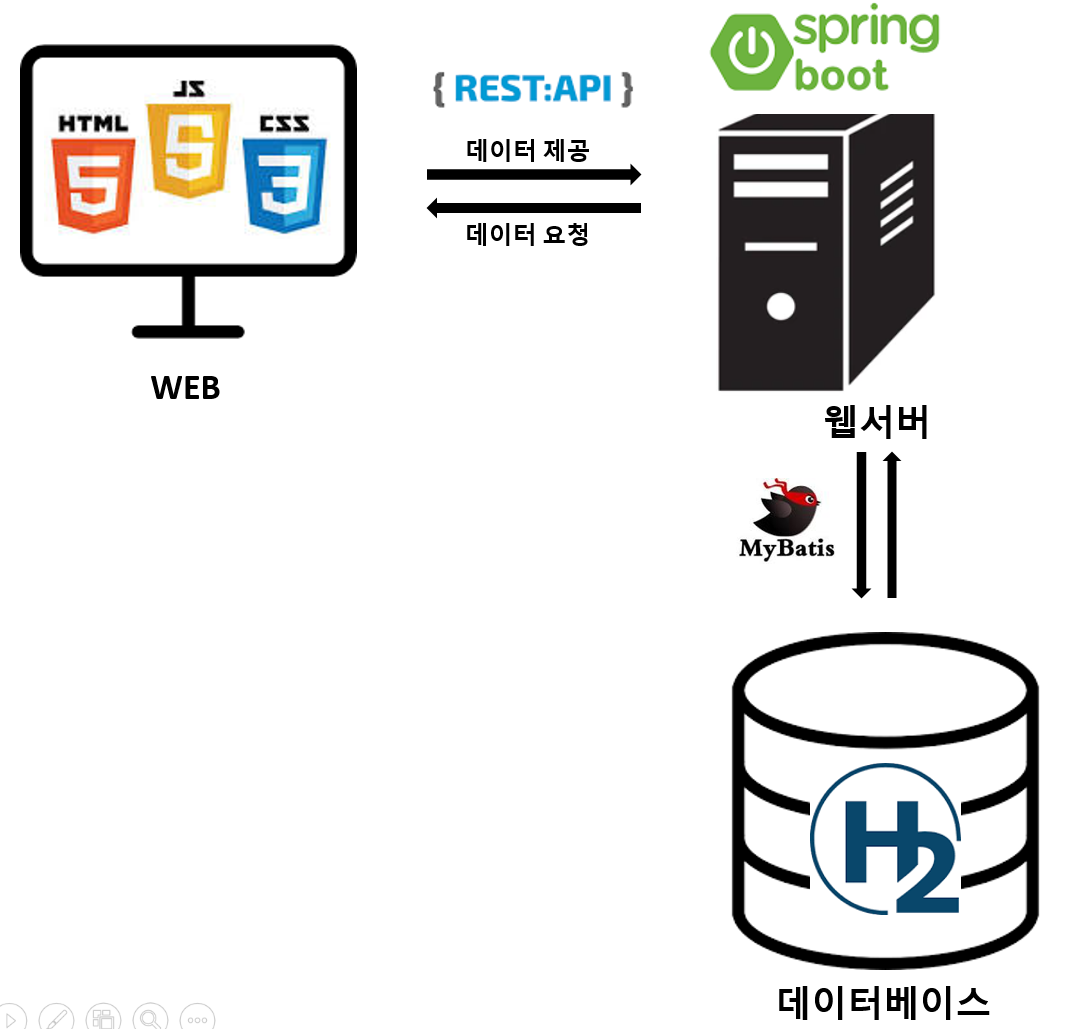 spring
boot
{ REST:API }
HTML
JS
CSS
5
5
3
데이터 제공
데이터 요청
WEB
웹서버
MyBatis
H2
데이터베이스